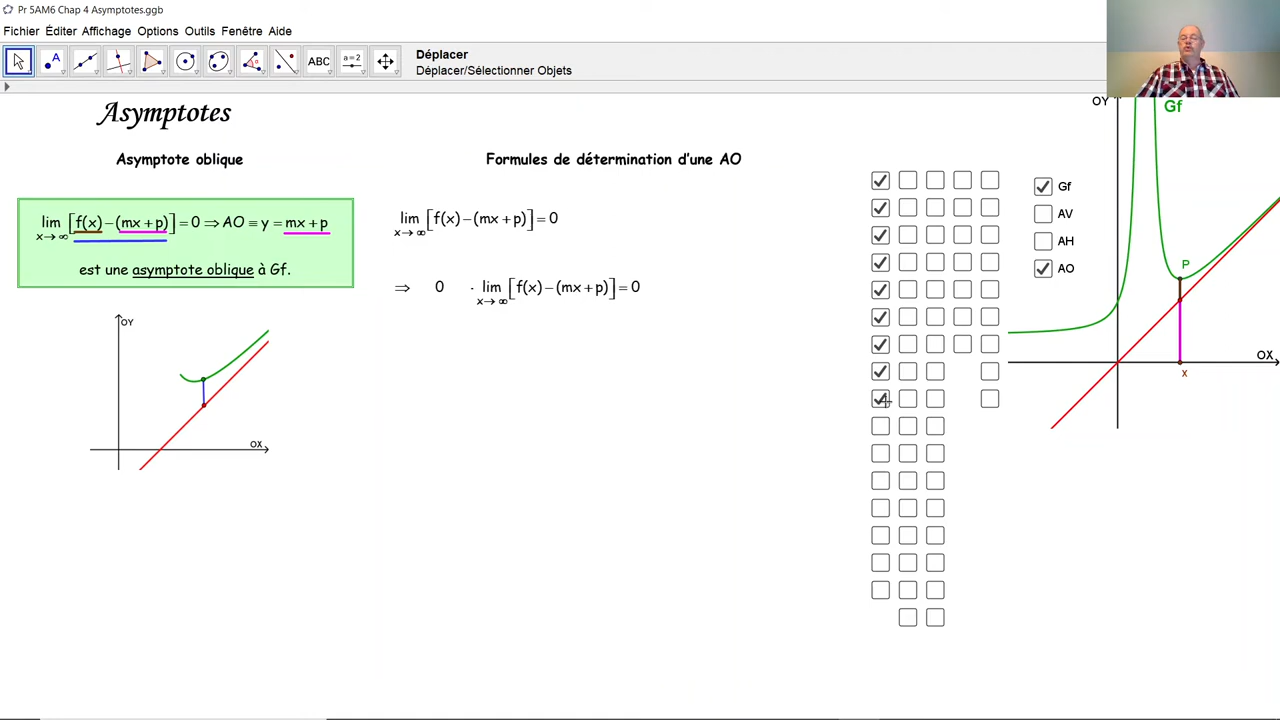 Pr 5AM6 Chap 4 Asymptotes.ggb
Fichier Éditer Affichage Options Outils Fenêtre Aide
A ABC a=2 Déplacer
Déplacer/Sélectionner Objets
Asymptotes
Asymptote oblique
lim x→∞ [f(x)−(mx+p)]=0 ⇒ AO ≡ y = mx+p
est une asymptote oblique à Gf.
OY
OX
Formules de détermination d'une AO
lim x→∞ [f(x)−(mx+p)]=0
⇒ 0 · lim x→∞ [f(x)−(mx+p)]=0
Gf
AV
AH
AO
OY
Gf
P
OX
x